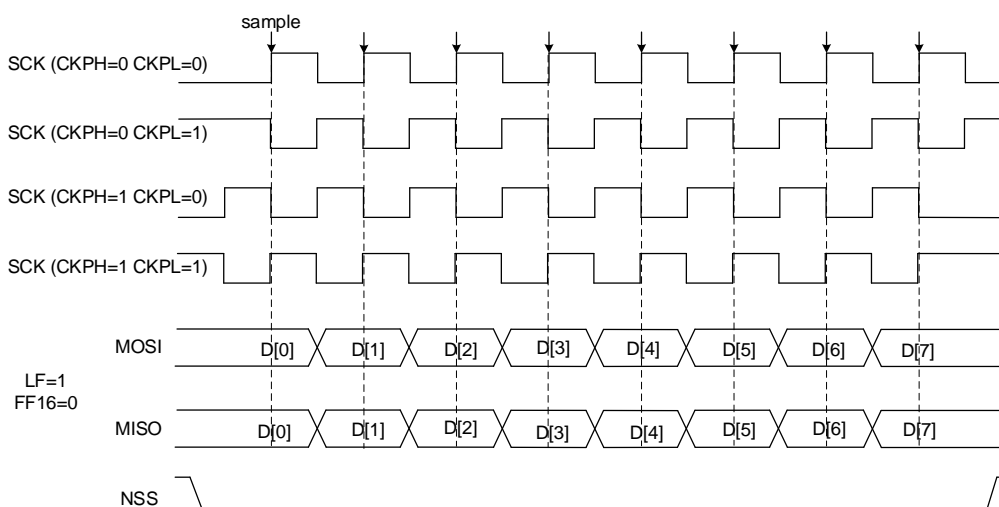 sample
SCK (CKPH=0 CKPL=0)
SCK (CKPH=0 CKPL=1)
SCK (CKPH=1 CKPL=0)
SCK (CKPH=1 CKPL=1)
MOSI
D[0] D[1] D[2] D[3] D[4] D[5] D[6] D[7]
LF=1
FF16=0
MISO
D[0] D[1] D[2] D[3] D[4] D[5] D[6] D[7]
NSS